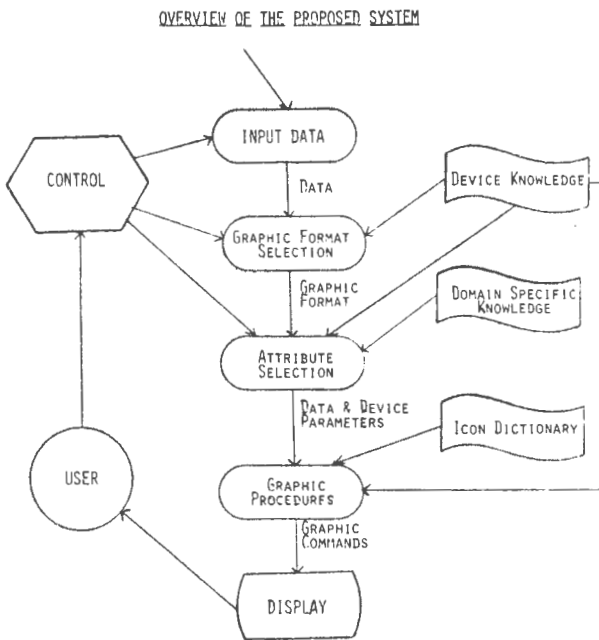 OVERVIEW OF THE PROPOSED SYSTEM
INPUT DATA
CONTROL
DATA
DEVICE KNOWLEDGE
GRAPHIC FORMAT
SELECTION
GRAPHIC
FORMAT
DOMAIN SPECIFIC
KNOWLEDGE
ATTRIBUTE
SELECTION
DATA & DEVICE
PARAMETERS
ICON DICTIONARY
USER
GRAPHIC
PROCEDURES
GRAPHIC
COMMANDS
DISPLAY